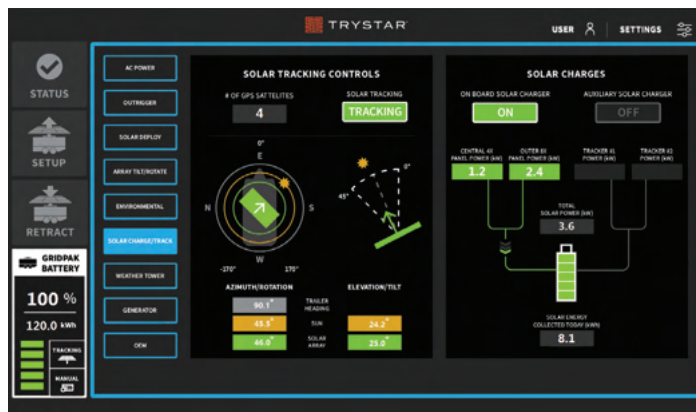 TRYSTAR
USER
SETTINGS
STATUS
SETUP
RETRACT
GRIDPAK
BATTERY
100 %
120.0 kWh
TRACKING
MANUAL
AC POWER
OUTRIGGER
SOLAR DEPLOY
ARRAY TILT/ROTATE
ENVIRONMENTAL
SOLAR CHARGE/TRACK
WEATHER TOWER
GENERATOR
OEM
SOLAR TRACKING CONTROLS
# OF GPS SATTELITES
4
SOLAR TRACKING
TRACKING
0°
E
N
S
W
-170°
170°
0°
45°
AZIMUTH/ROTATION
ELEVATION/TILT
90.1°
TRAILER
HEADING
SUN
24.2°
46.0°
SOLAR
ARRAY
25.0°
SOLAR CHARGES
ON BOARD SOLAR CHARGER
ON
AUXILIARY SOLAR CHARGER
OFF
CENTRAL 4X
PANEL POWER (kW)
1.2
OUTER 8X
PANEL POWER (kW)
2.4
TRACKER #1
POWER (kW)
TRACKER #2
POWER (kW)
TOTAL
SOLAR POWER (kW)
3.6
SOLAR ENERGY
COLLECTED TODAY (kWh)
8.1